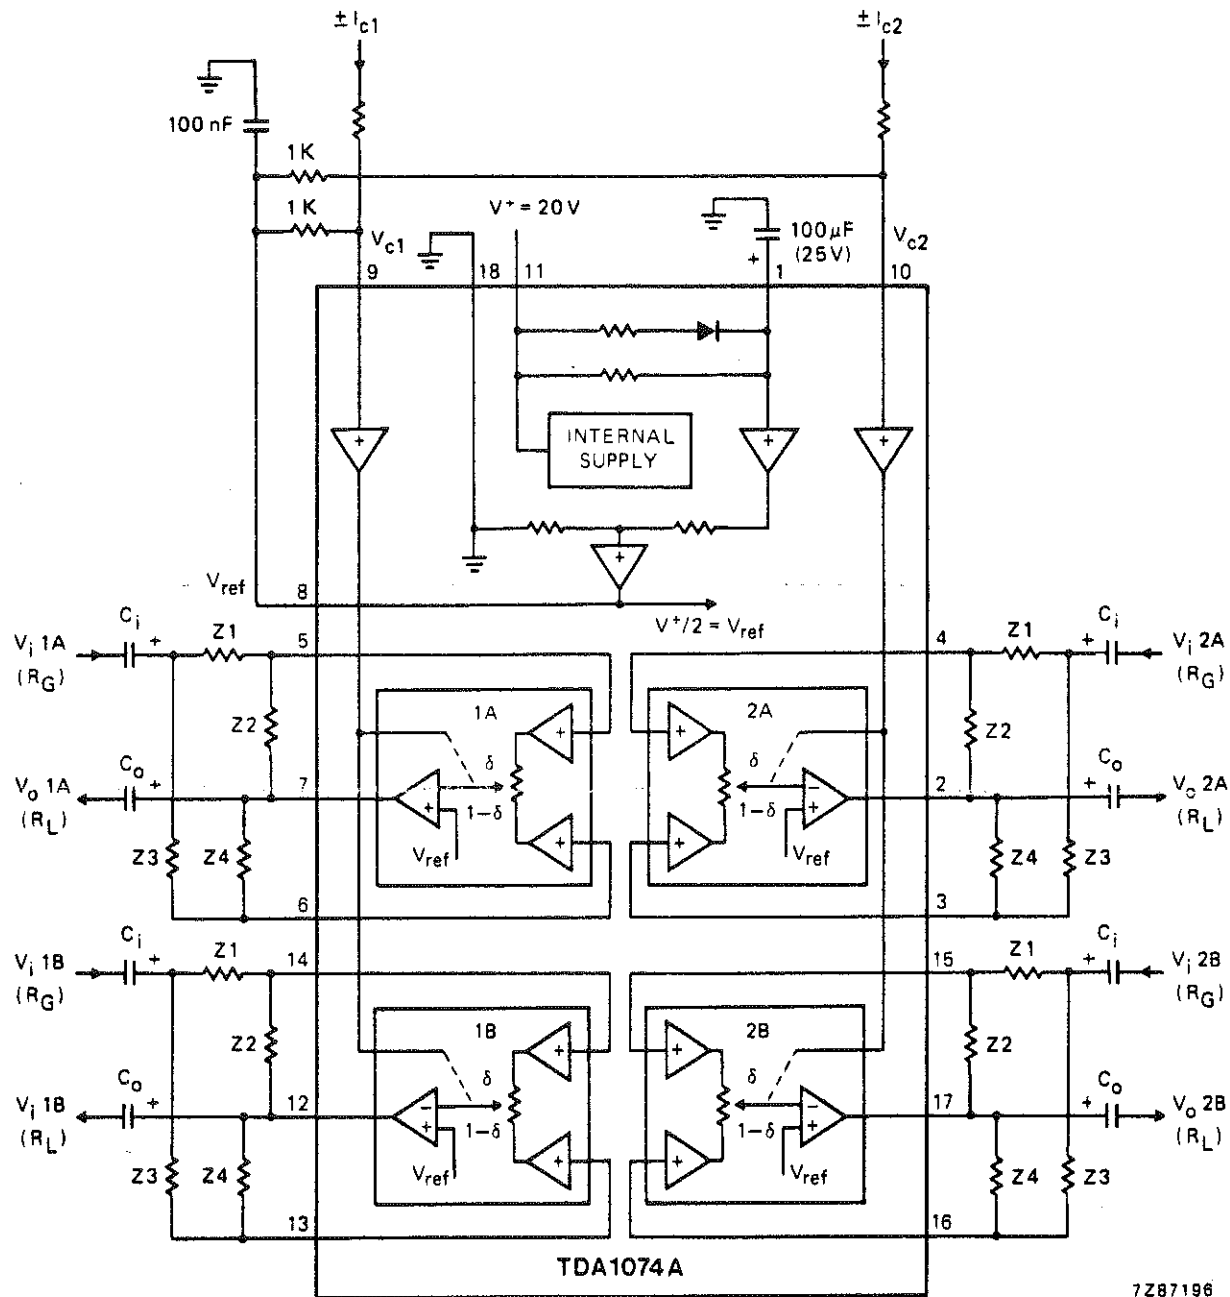 ± Ic1
± Ic2
100 nF
1K
1K
V+ = 20V
100µF
(25V)
Vc1
Vc2
9
18
11
+
1
10
+
INTERNAL
SUPPLY
+
+
+
Vref
8
V+/2 = Vref
Ci
+
Z1
5
4
Z1
+
Ci
Vi 1A
(RG)
Vi 2A
(RG)
1A
2A
Z2
+
+
Z2
δ
δ
Co
+
7
2
+
Co
Vo 1A
(RL)
+
1-δ
1-δ
-
+
Vo 2A
(RL)
Z3
Z4
Vref
+
+
Vref
Z4
Z3
6
3
Ci
+
Z1
14
15
Z1
+
Ci
Vi 1B
(RG)
Vi 2B
(RG)
1B
2B
Z2
+
+
Z2
δ
δ
Co
+
12
17
+
Co
Vi 1B
(RL)
-
+
1-δ
1-δ
-
+
Vo 2B
(RL)
Z3
Z4
Vref
+
+
Vref
Z4
Z3
13
16
TDA1074A
7Z87196